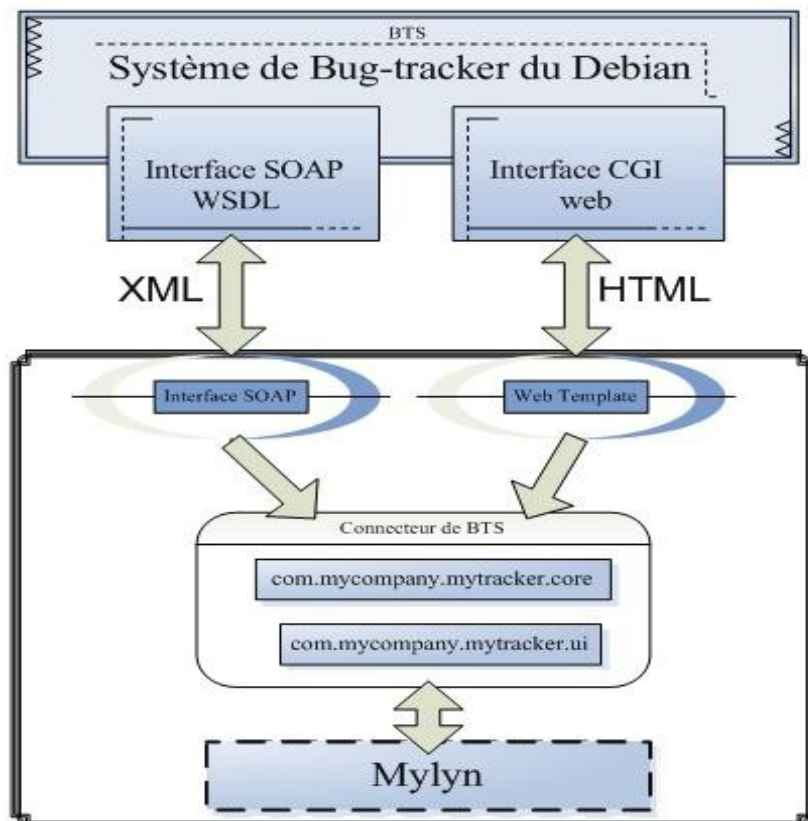 BTS
Système de Bug-tracker du Debian
Interface SOAP
WSDL
Interface CGI
web
XML
HTML
Interface SOAP
Web Template
Connecteur de BTS
com.mycompany.mytracker.core
com.mycompany.mytracker.ui
Mylyn